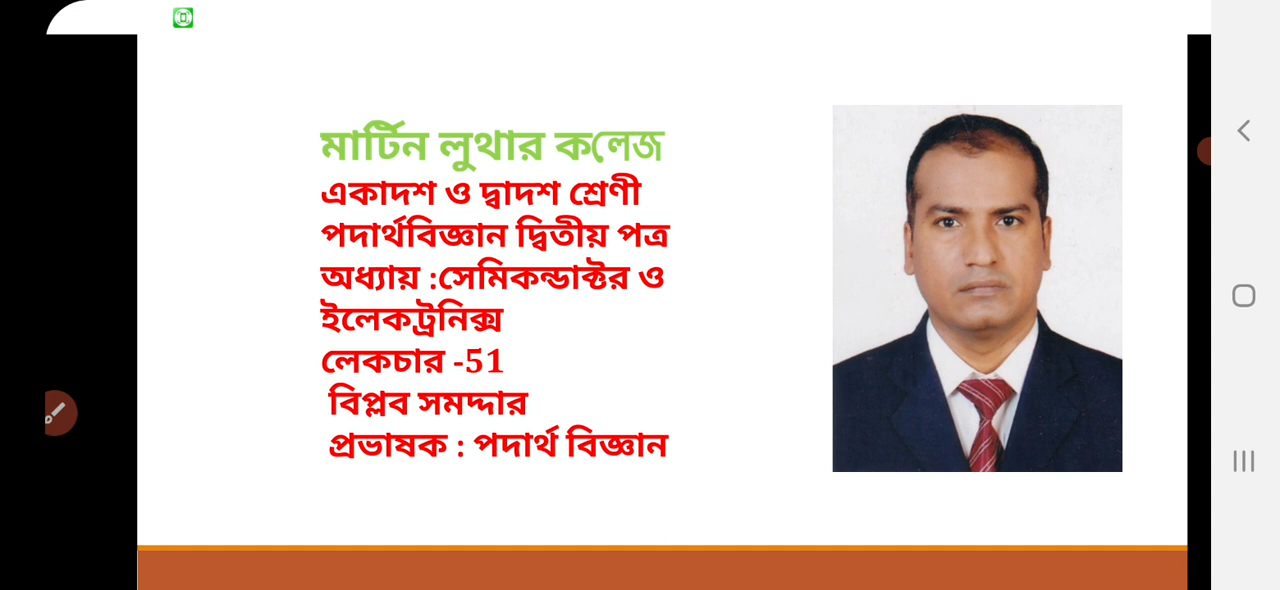 মার্টিন লুথার কলেজ
একাদশ ও দ্বাদশ শ্রেণী
পদার্থবিজ্ঞান দ্বিতীয় পত্র
অধ্যায় :সেমিকন্ডাক্টর ও
ইলেকট্রনিক্স
লেকচার -51
বিপ্লব সমদ্দার
প্রভাষক : পদার্থ বিজ্ঞান